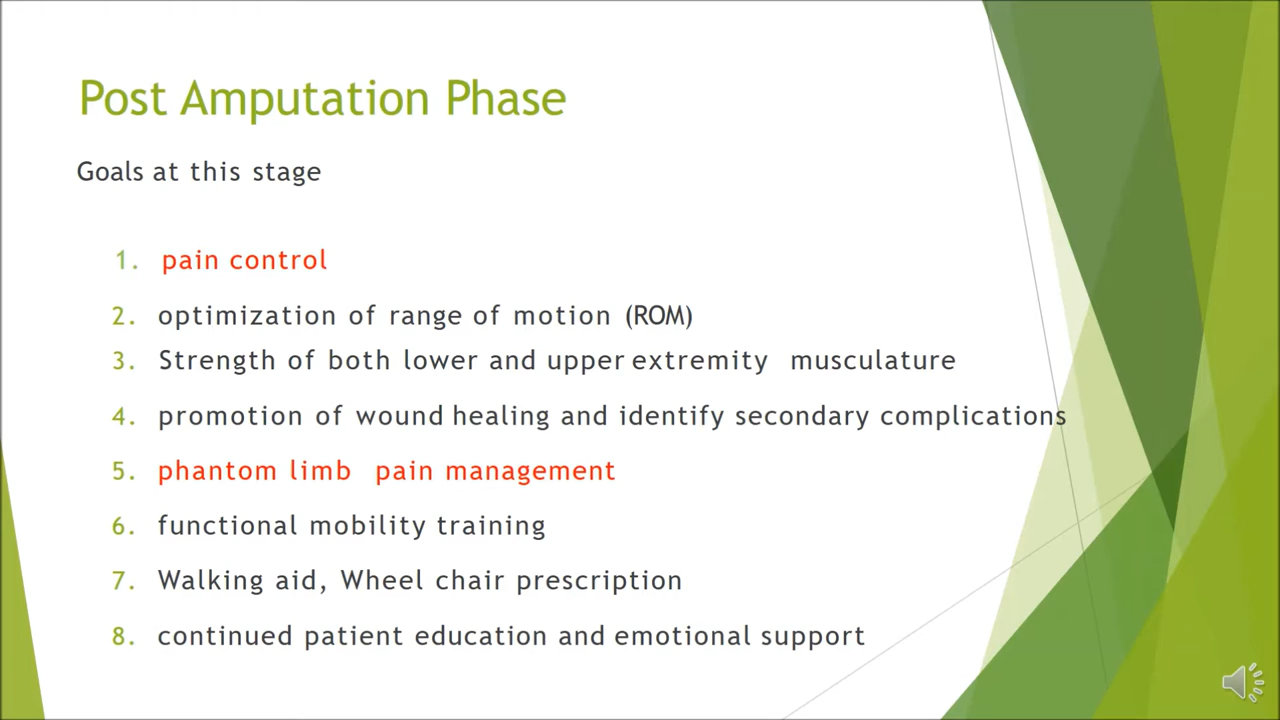 Post Amputation Phase
Goals at this stage
1. pain control
2. optimization of range of motion (ROM)
3. Strength of both lower and upper extremity musculature
4. promotion of wound healing and identify secondary complications
5. phantom limb pain management
6. functional mobility training
7. Walking aid, Wheel chair prescription
8. continued patient education and emotional support